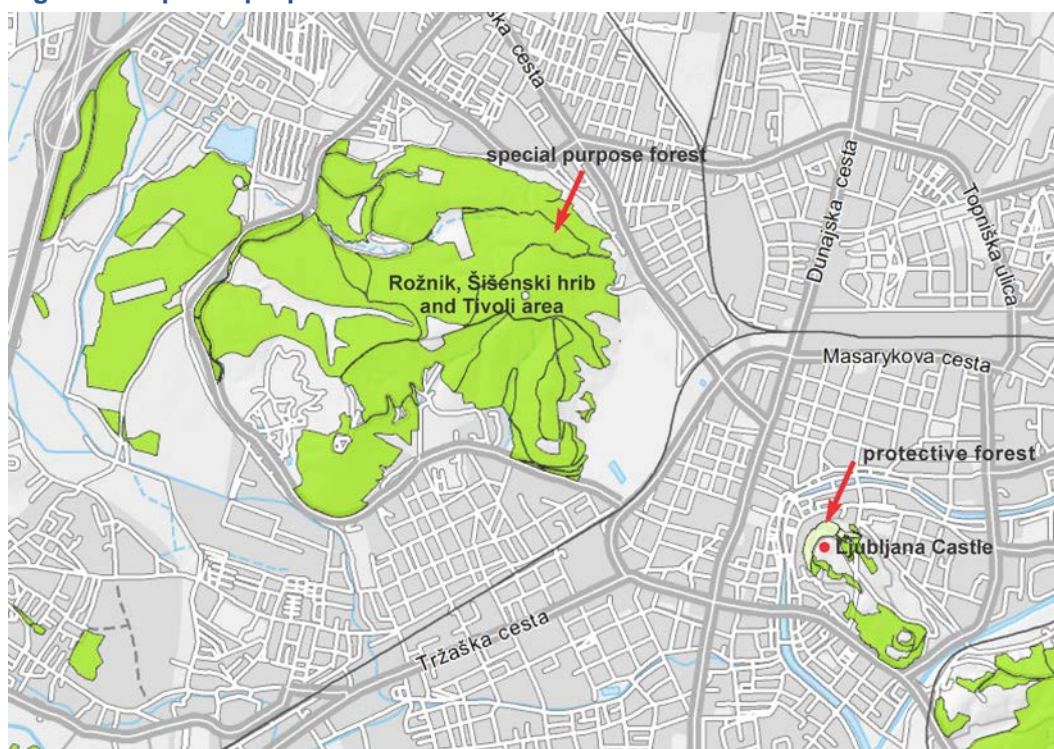 ška cesta
special purpose forest
Dunajska cesta
Topniška ulica
Rožnik, Šišenski hrib
and Tivoli area
Masarykova cesta
protective forest
Ljubljana Castle
Tržaška cesta